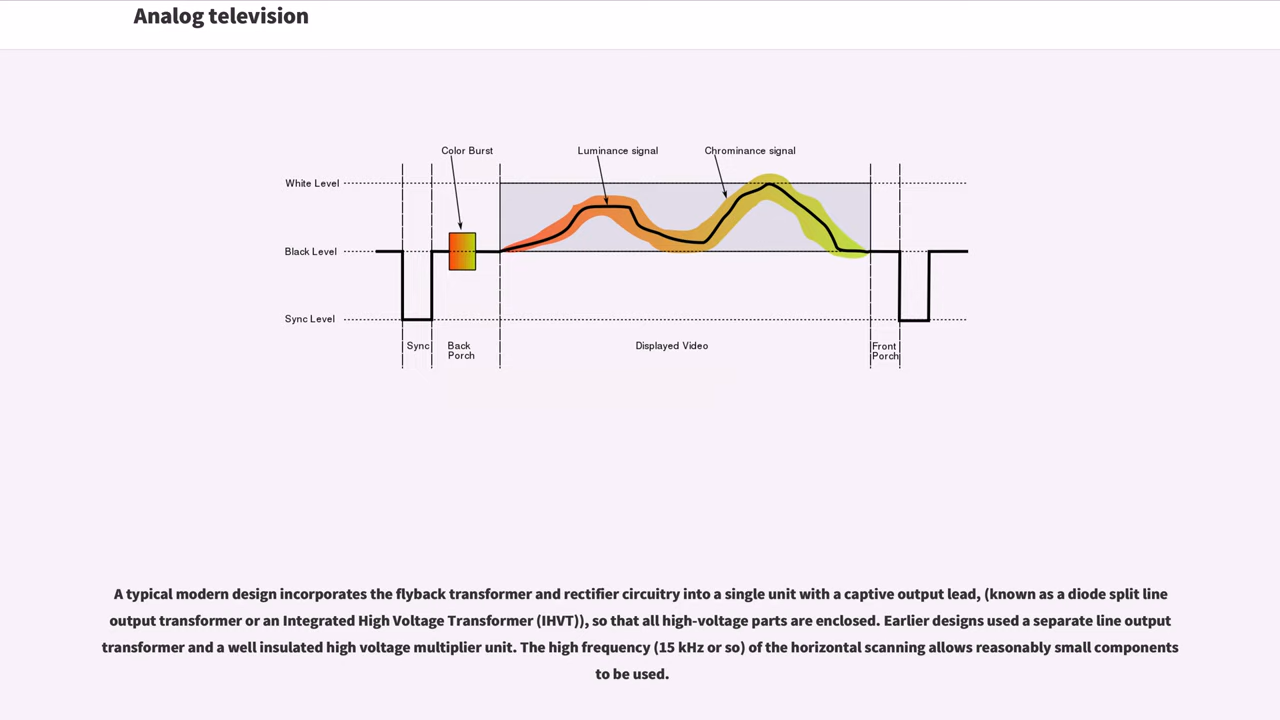 Analog television
Color Burst
Luminance signal
Chrominance signal
White Level
Black Level
Sync Level
Sync
Back
Porch
Displayed Video
Front
Porch
A typical modern design incorporates the flyback transformer and rectifier circuitry into a single unit with a captive output lead, (known as a diode split line
output transformer or an Integrated High Voltage Transformer (IHVT)), so that all high-voltage parts are enclosed. Earlier designs used a separate line output
transformer and a well insulated high voltage multiplier unit. The high frequency (15 kHz or so) of the horizontal scanning allows reasonably small components
to be used.